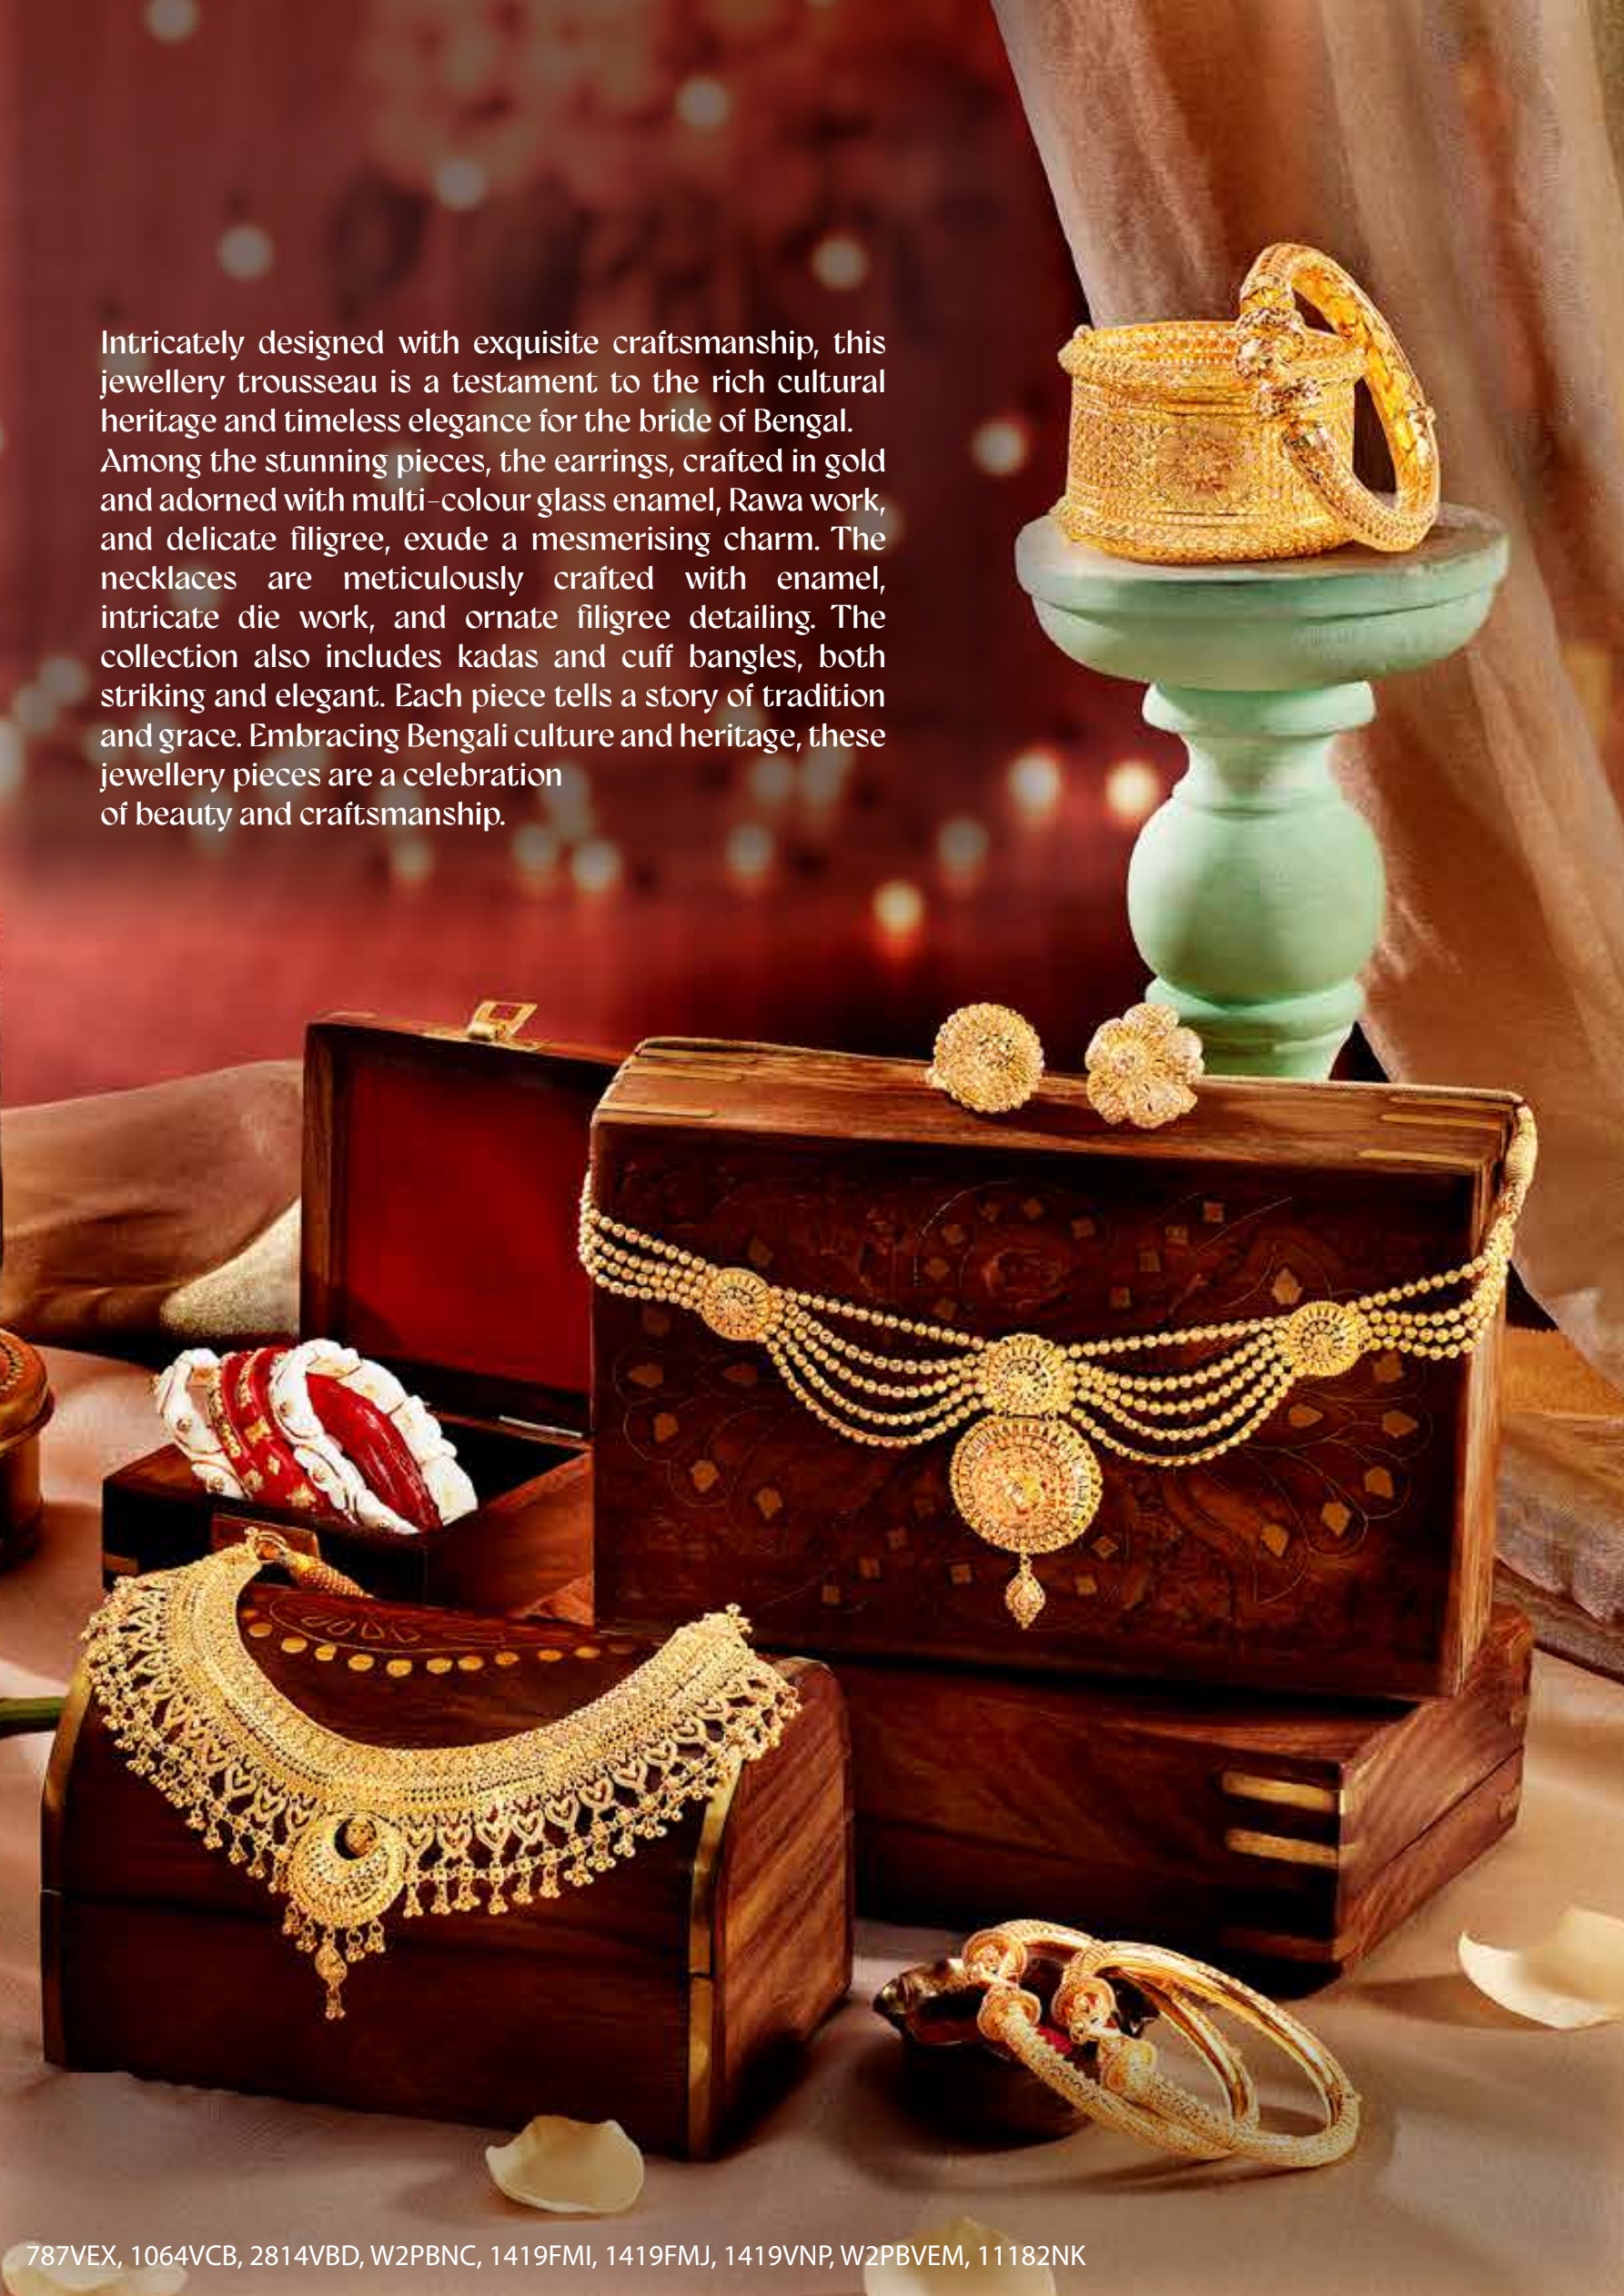 Intricately designed with exquisite craftsmanship, this
jewellery trousseau is a testament to the rich cultural
heritage and timeless elegance for the bride of Bengal.
Among the stunning pieces, the earrings, crafted in gold
and adorned with multi-colour glass enamel, Rawa work,
and delicate filigree, exude a mesmerising charm. The
necklaces are meticulously crafted with enamel,
intricate die work, and ornate filigree detailing. The
collection also includes kadas and cuff bangles, both
striking and elegant. Each piece tells a story of tradition
and grace. Embracing Bengali culture and heritage, these
jewellery pieces are a celebration
of beauty and craftsmanship.
787VEX, 1064VCB, 2814VBD, W2PBNC, 1419FMI, 1419FMJ, 1419VNP, W2PBVEM, 11182NK